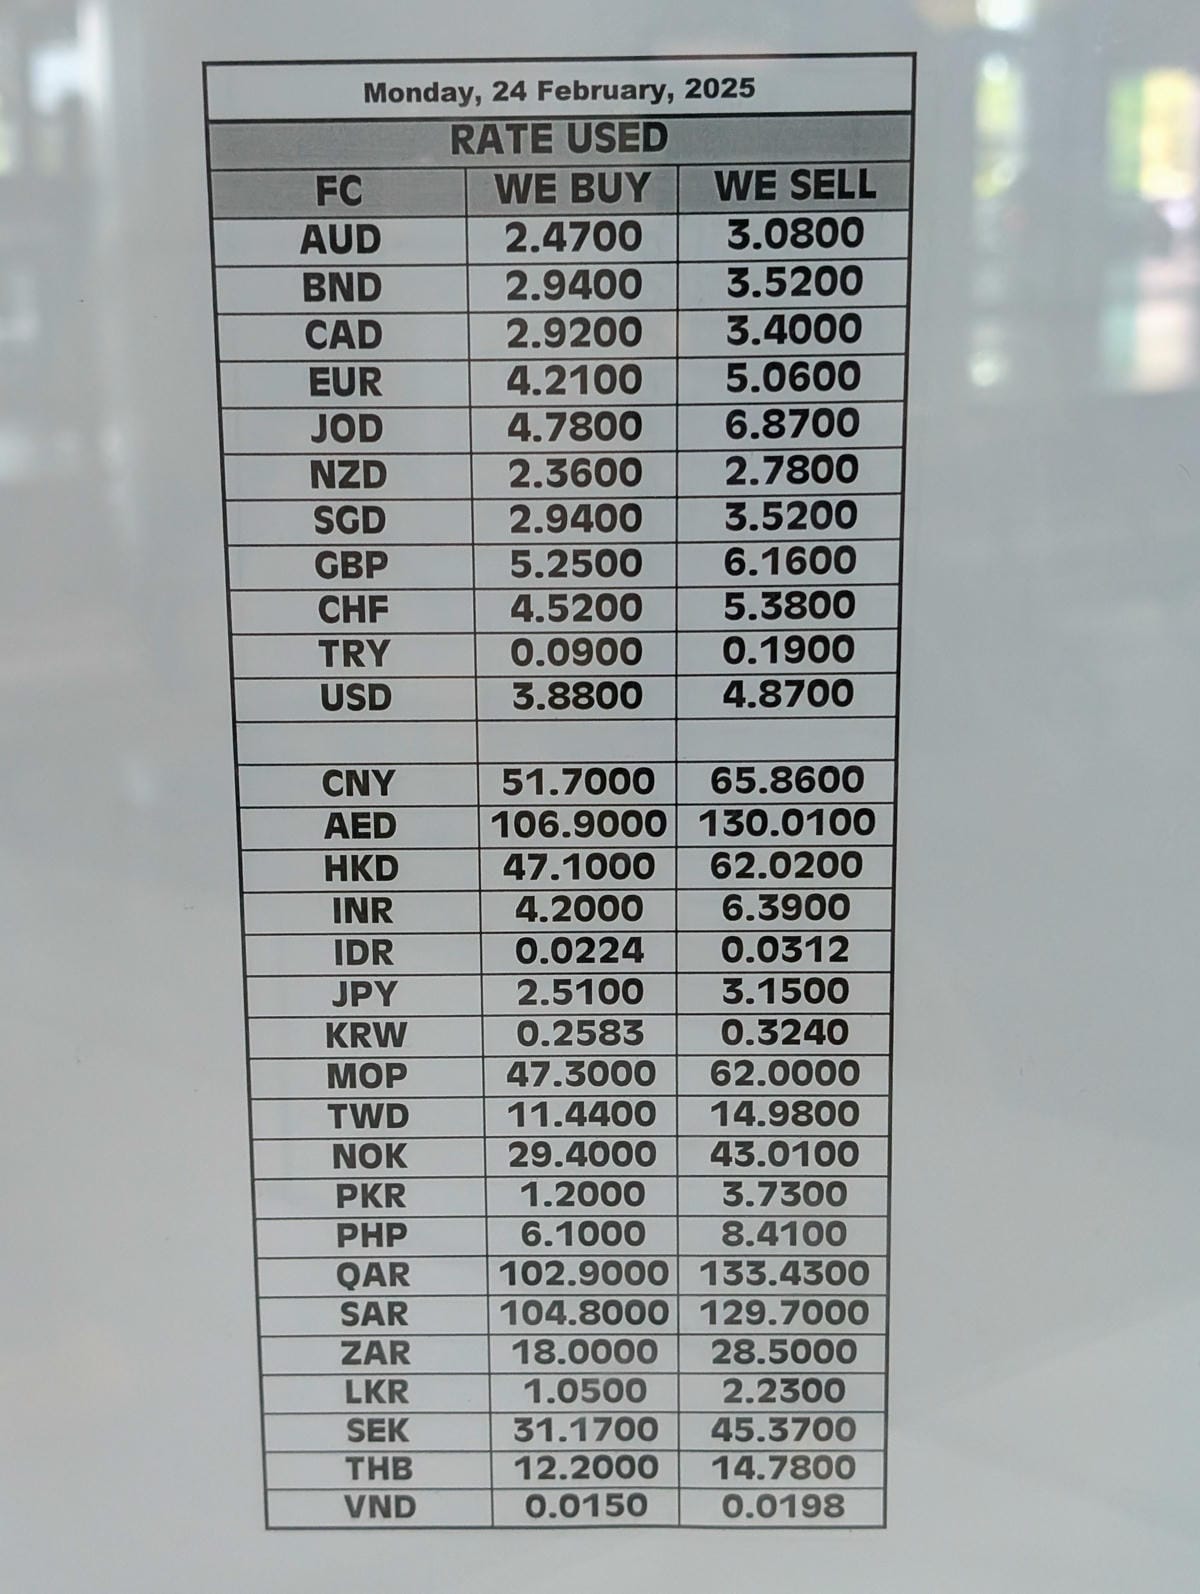 Monday, 24 February, 2025
RATE USED
FC WE BUY WE SELL
AUD 2.4700 3.0800
BND 2.9400 3.5200
CAD 2.9200 3.4000
EUR 4.2100 5.0600
JOD 4.7800 6.8700
NZD 2.3600 2.7800
SGD 2.9400 3.5200
GBP 5.2500 6.1600
CHF 4.5200 5.3800
TRY 0.0900 0.1900
USD 3.8800 4.8700
CNY 51.7000 65.8600
AED 106.9000 130.0100
HKD 47.1000 62.0200
INR 4.2000 6.3900
IDR 0.0224 0.0312
JPY 2.5100 3.1500
KRW 0.2583 0.3240
MOP 47.3000 62.0000
TWD 11.4400 14.9800
NOK 29.4000 43.0100
PKR 1.2000 3.7300
PHP 6.1000 8.4100
QAR 102.9000 133.4300
SAR 104.8000 129.7000
ZAR 18.0000 28.5000
LKR 1.0500 2.2300
SEK 31.1700 45.3700
THB 12.2000 14.7800
VND 0.0150 0.0198